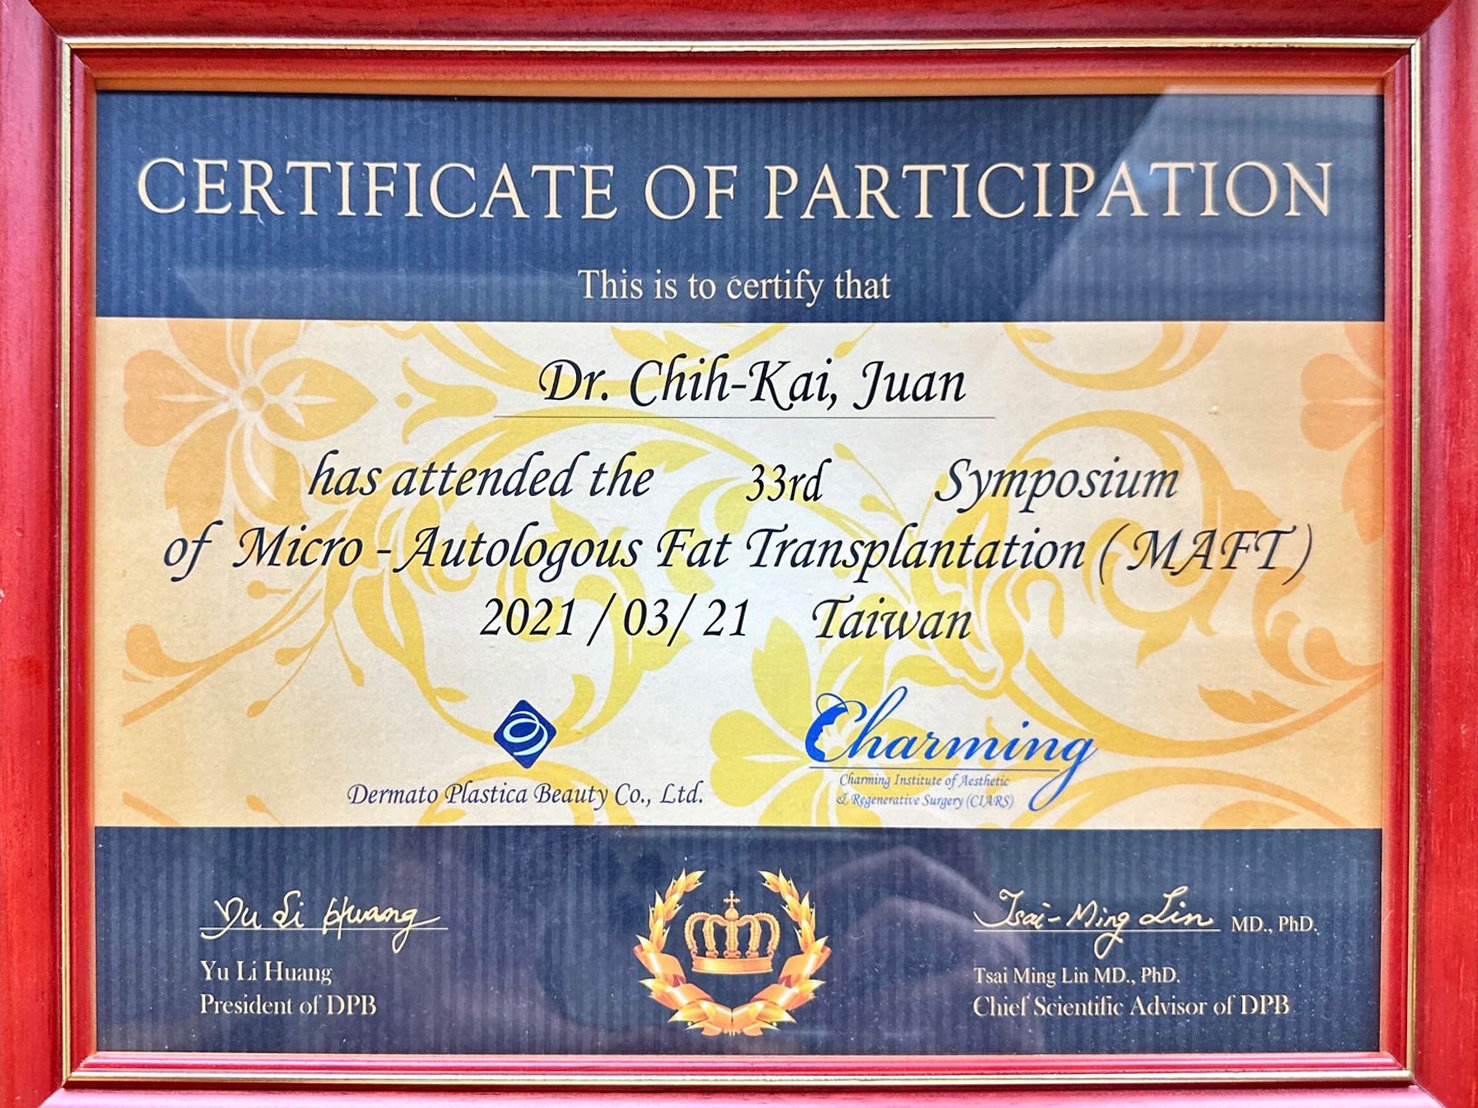 CERTIFICATE OF PARTICIPATION
This is to certify that
Dr. Chih-Kai, Juan
has attended the 33rd Symposium
of Micro - Autologous Fat Transplantation ( MAFT )
2021 / 03/ 21 Taiwan
Dermato Plastica Beauty Co., Ltd.
Charming
Charming Institute of Aesthetic
& Regenerative Surgery (CIARS)
Yu Li Huang
Yu Li Huang
President of DPB
Tsai-Ming Lin MD., PhD.
Tsai Ming Lin MD., PhD.
Chief Scientific Advisor of DPB